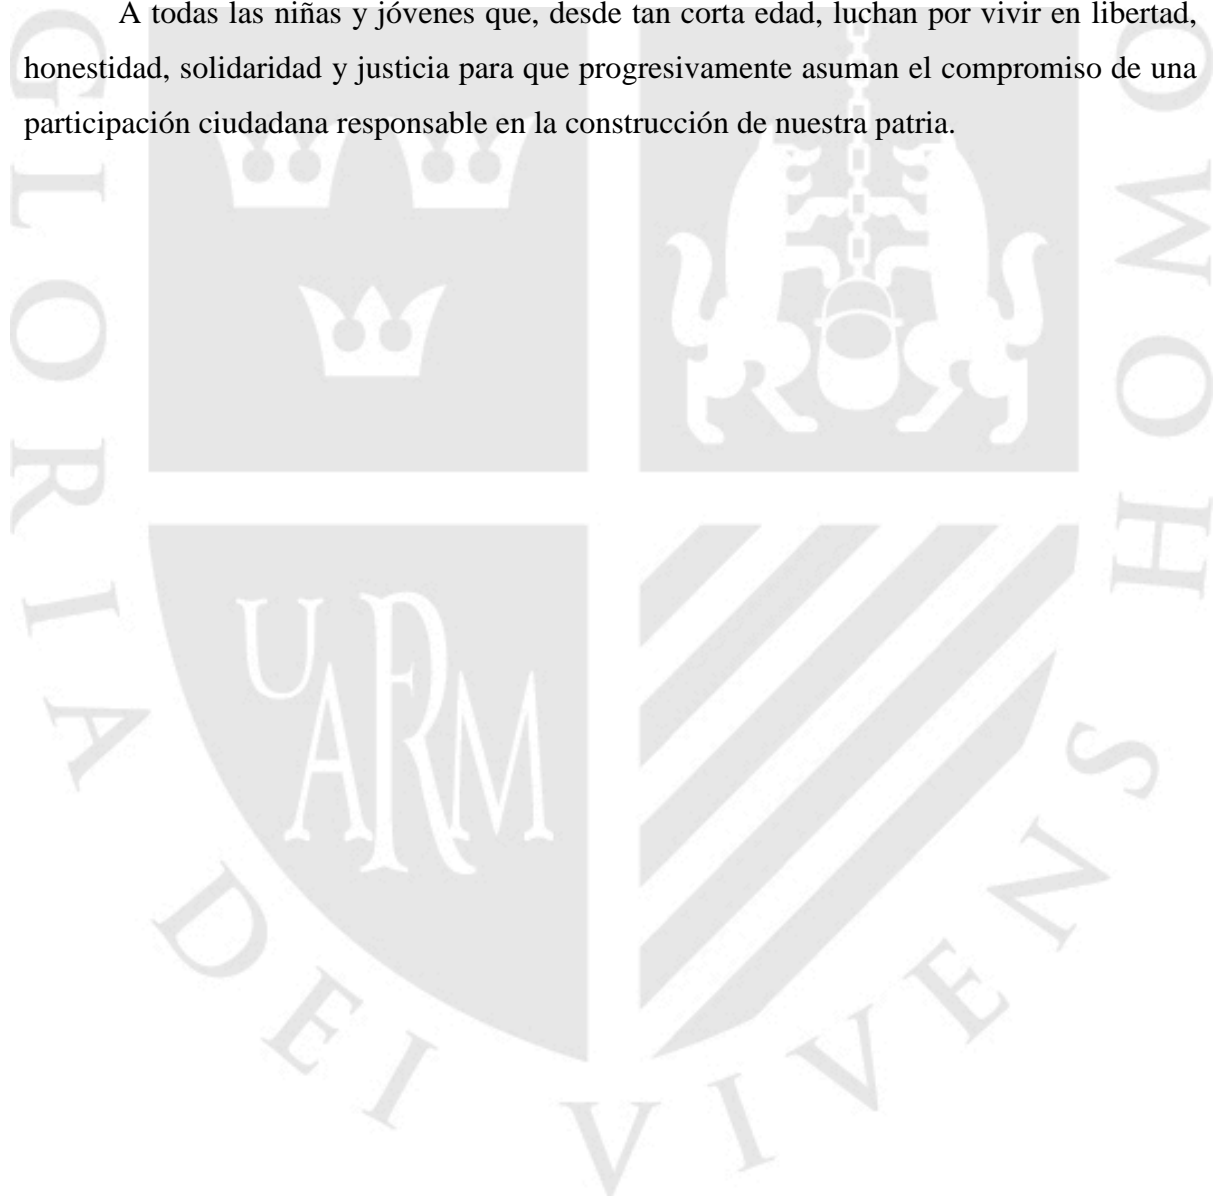 A todas las niñas y jóvenes que, desde tan corta edad, luchan por vivir en libertad,
honestidad, solidaridad y justicia para que progresivamente asuman el compromiso de una
participación ciudadana responsable en la construcción de nuestra patria.
GLORIA DEI VIVENS HOMO
UARM